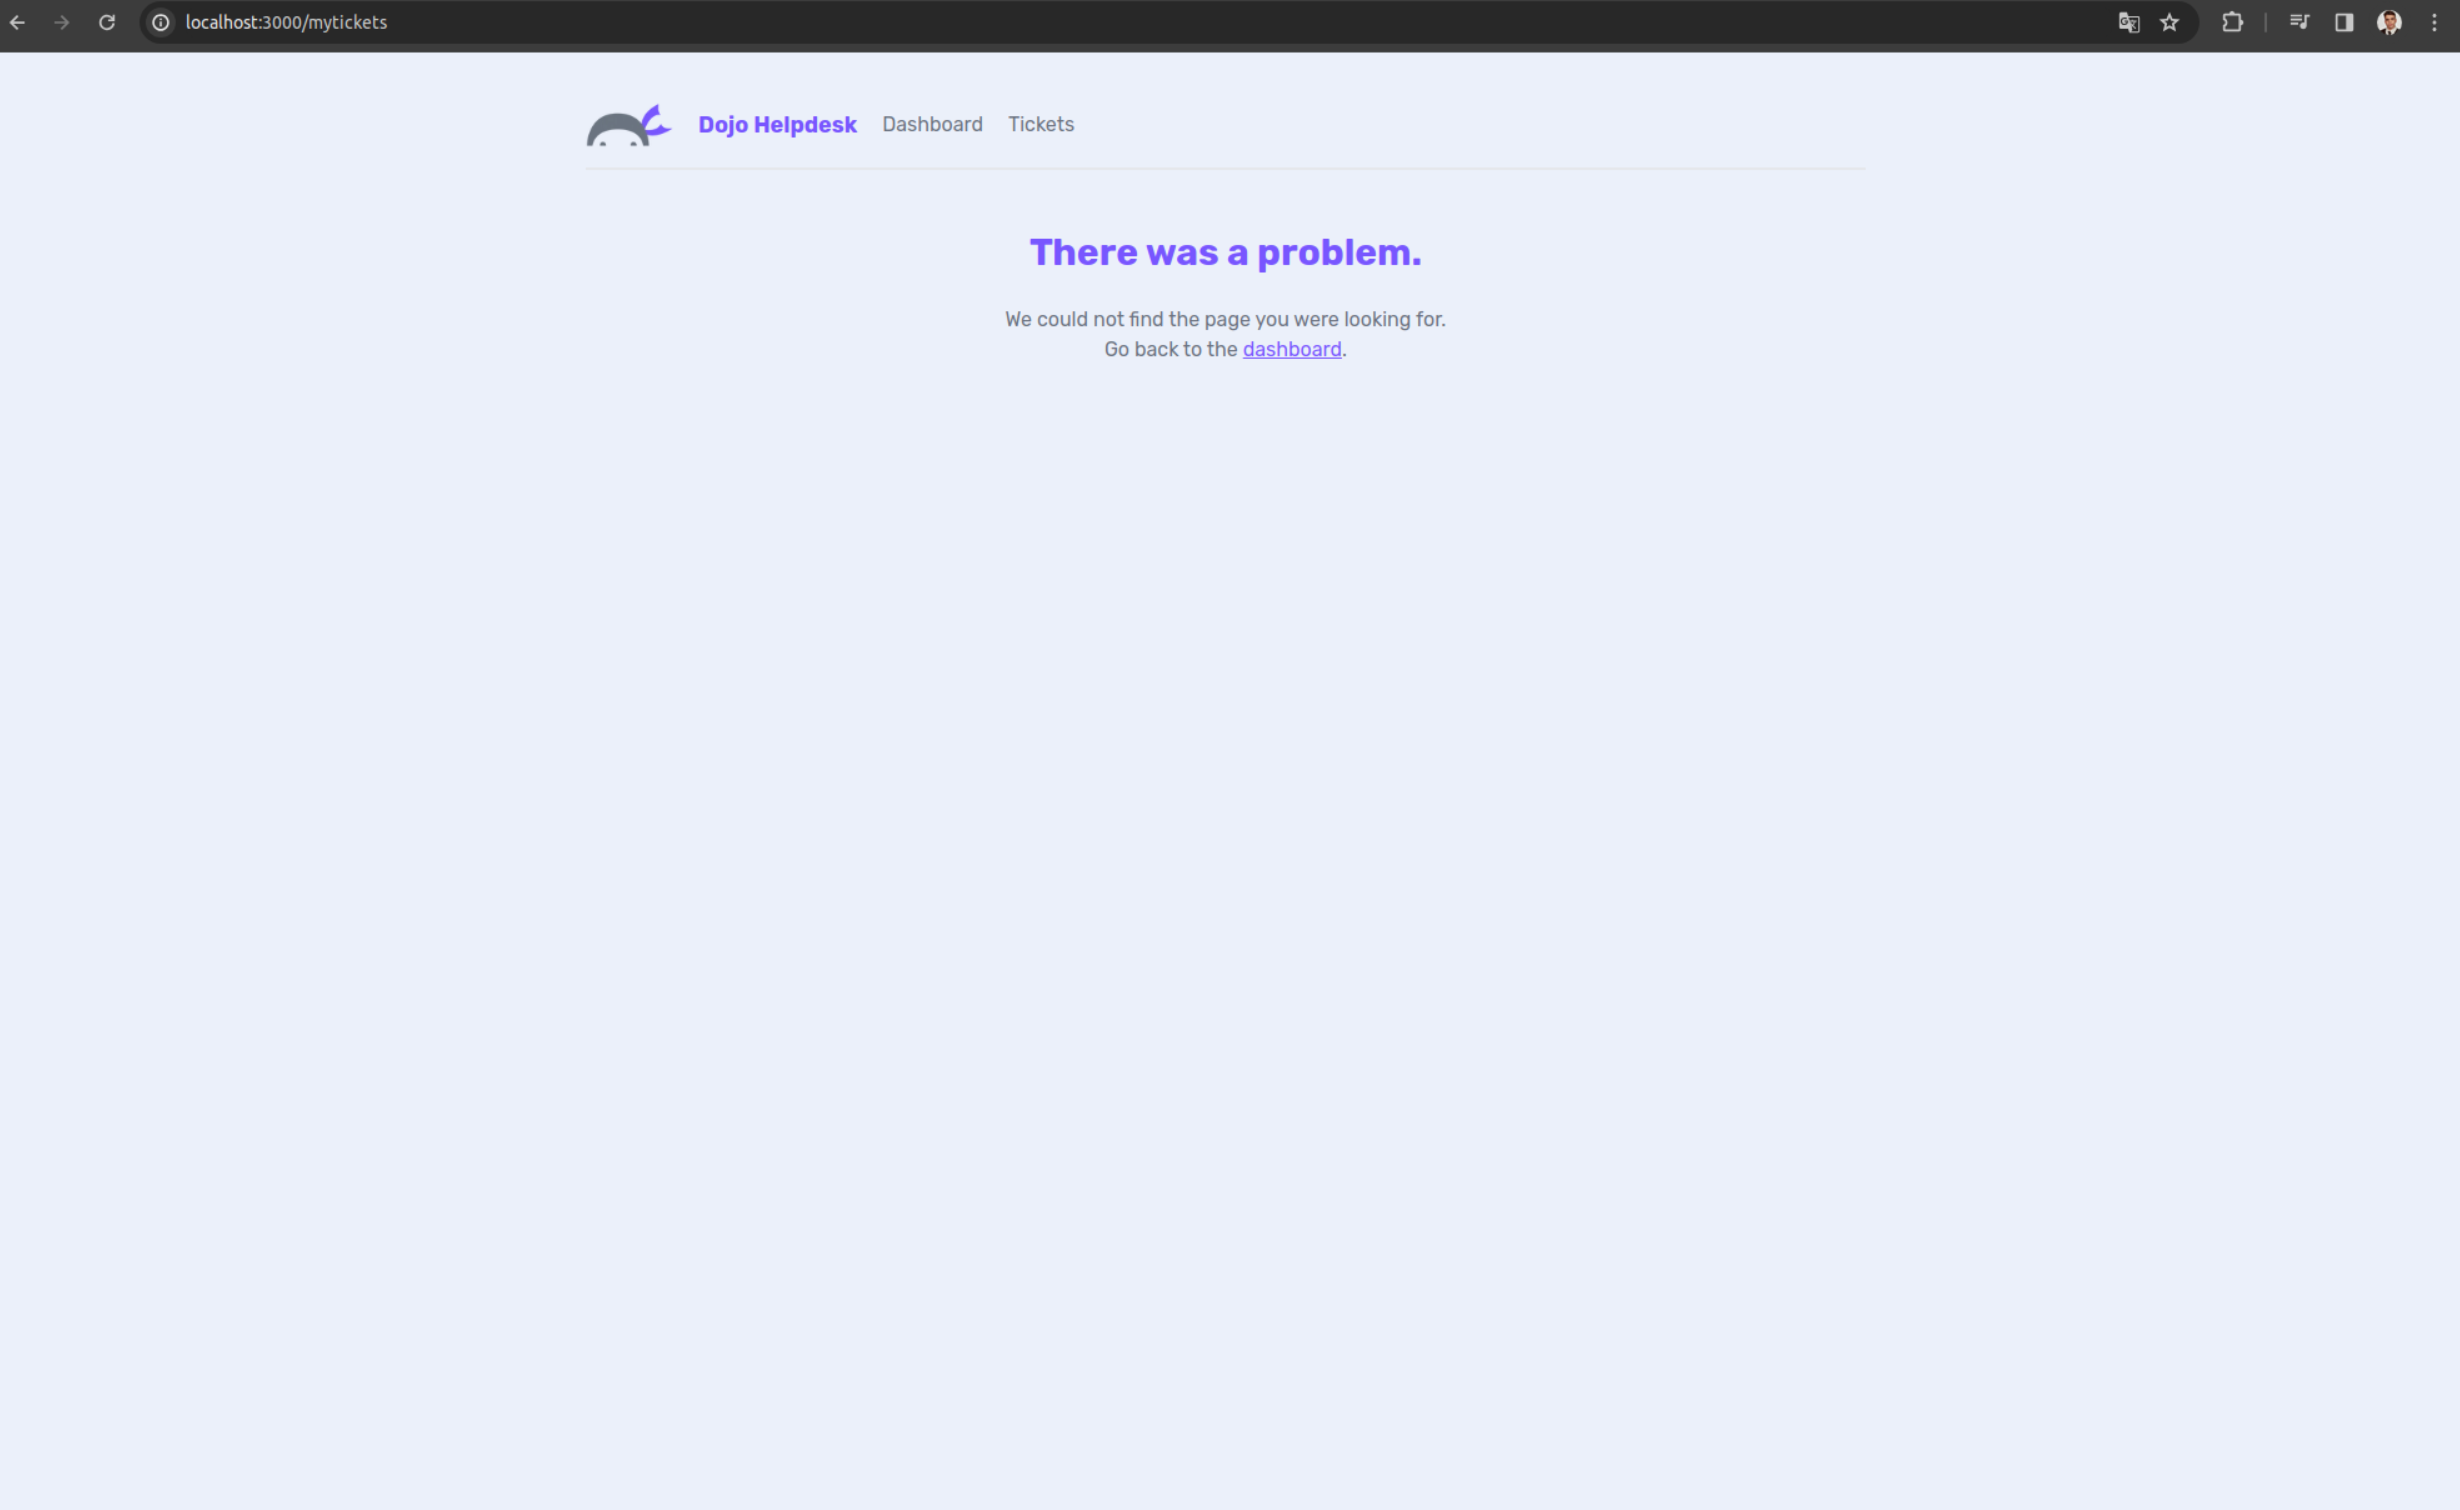 localhost:3000/mytickets
Dojo Helpdesk Dashboard Tickets
There was a problem.
We could not find the page you were looking for.
Go back to the dashboard.